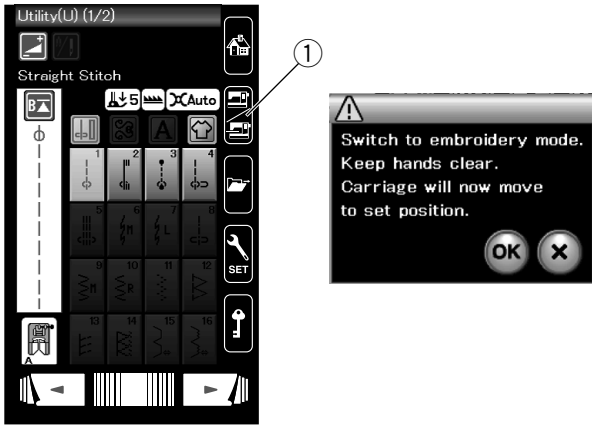 Utility(U) (1/2)
Straight Stitch
B
5
Auto
A
1
2
3
4
5
6
M
7
L
8
9
M
10
R
11
12
13
14
15
16
A
SET
1
Switch to embroidery mode.
Keep hands clear.
Carriage will now move
to set position.
OK